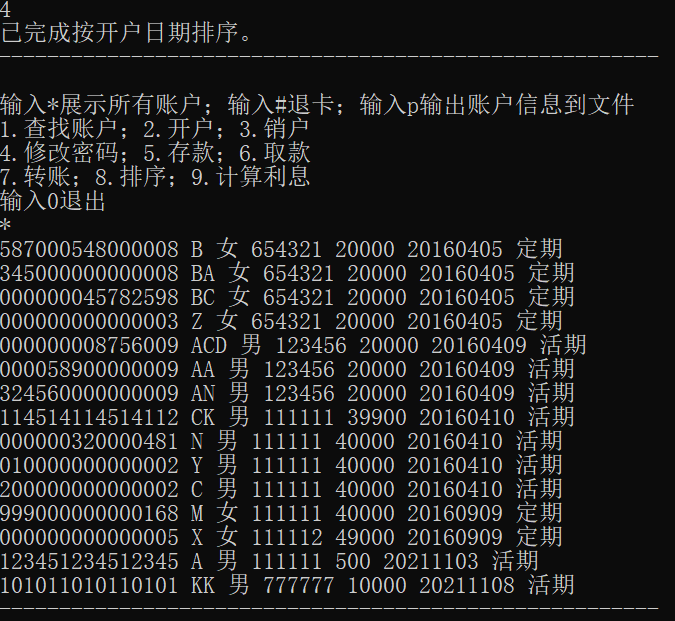 4
已完成按开户日期排序。
-------------------------------------------------------
输入*展示所有账户；输入#退卡；输入p输出账户信息到文件
1.查找账户；2.开户；3.销户
4.修改密码；5.存款；6.取款
7.转账；8.排序；9.计算利息
输入0退出
*
587000548000008 B 女 654321 20000 20160405 定期
345000000000008 BA 女 654321 20000 20160405 定期
000000045782598 BC 女 654321 20000 20160405 定期
000000000000003 Z 女 654321 20000 20160405 定期
000000008756009 ACD 男 123456 20000 20160409 活期
000058900000009 AA 男 123456 20000 20160409 活期
324560000000009 AN 男 123456 20000 20160409 活期
114514114514112 CK 男 111111 39900 20160410 活期
000000320000481 N 男 111111 40000 20160410 活期
010000000000002 Y 男 111111 40000 20160410 活期
200000000000002 C 男 111111 40000 20160410 活期
999000000000168 M 女 111111 40000 20160909 定期
000000000000005 X 女 111112 49000 20160909 定期
123451234512345 A 男 111111 500 20211103 活期
101011010110101 KK 男 777777 10000 20211108 活期
-------------------------------------------------------